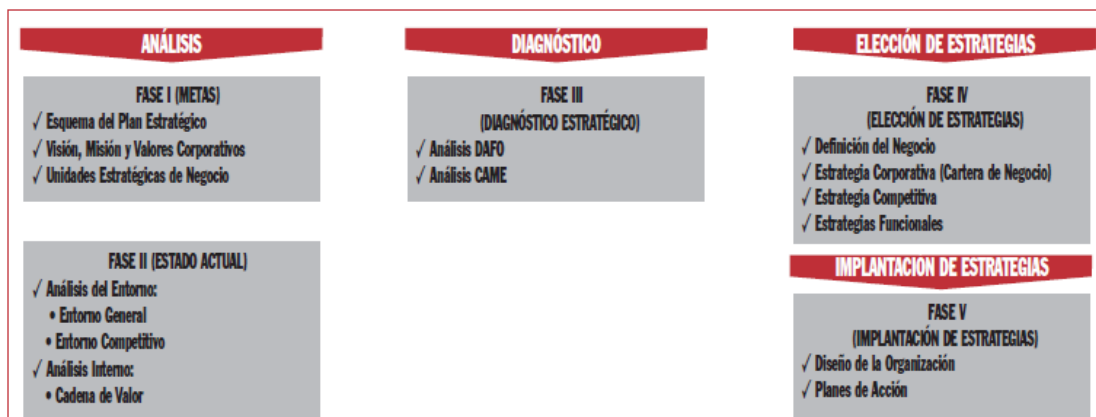 ANÁLISIS
FASE I (METAS)
✓ Esquema del Plan Estratégico
✓ Visión, Misión y Valores Corporativos
✓ Unidades Estratégicas de Negocio
FASE II (ESTADO ACTUAL)
✓ Análisis del Entorno:
• Entorno General
• Entorno Competitivo
✓ Análisis Interno:
• Cadena de Valor
DIAGNÓSTICO
FASE III
(DIAGNÓSTICO ESTRATÉGICO)
✓ Análisis DAFO
✓ Análisis CAME
ELECCIÓN DE ESTRATEGIAS
FASE IV
(ELECCIÓN DE ESTRATEGIAS)
✓ Definición del Negocio
✓ Estrategia Corporativa (Cartera de Negocio)
✓ Estrategia Competitiva
✓ Estrategias Funcionales
IMPLANTACION DE ESTRATEGIAS
FASE V
(IMPLANTACIÓN DE ESTRATEGIAS)
✓ Diseño de la Organización
✓ Planes de Acción